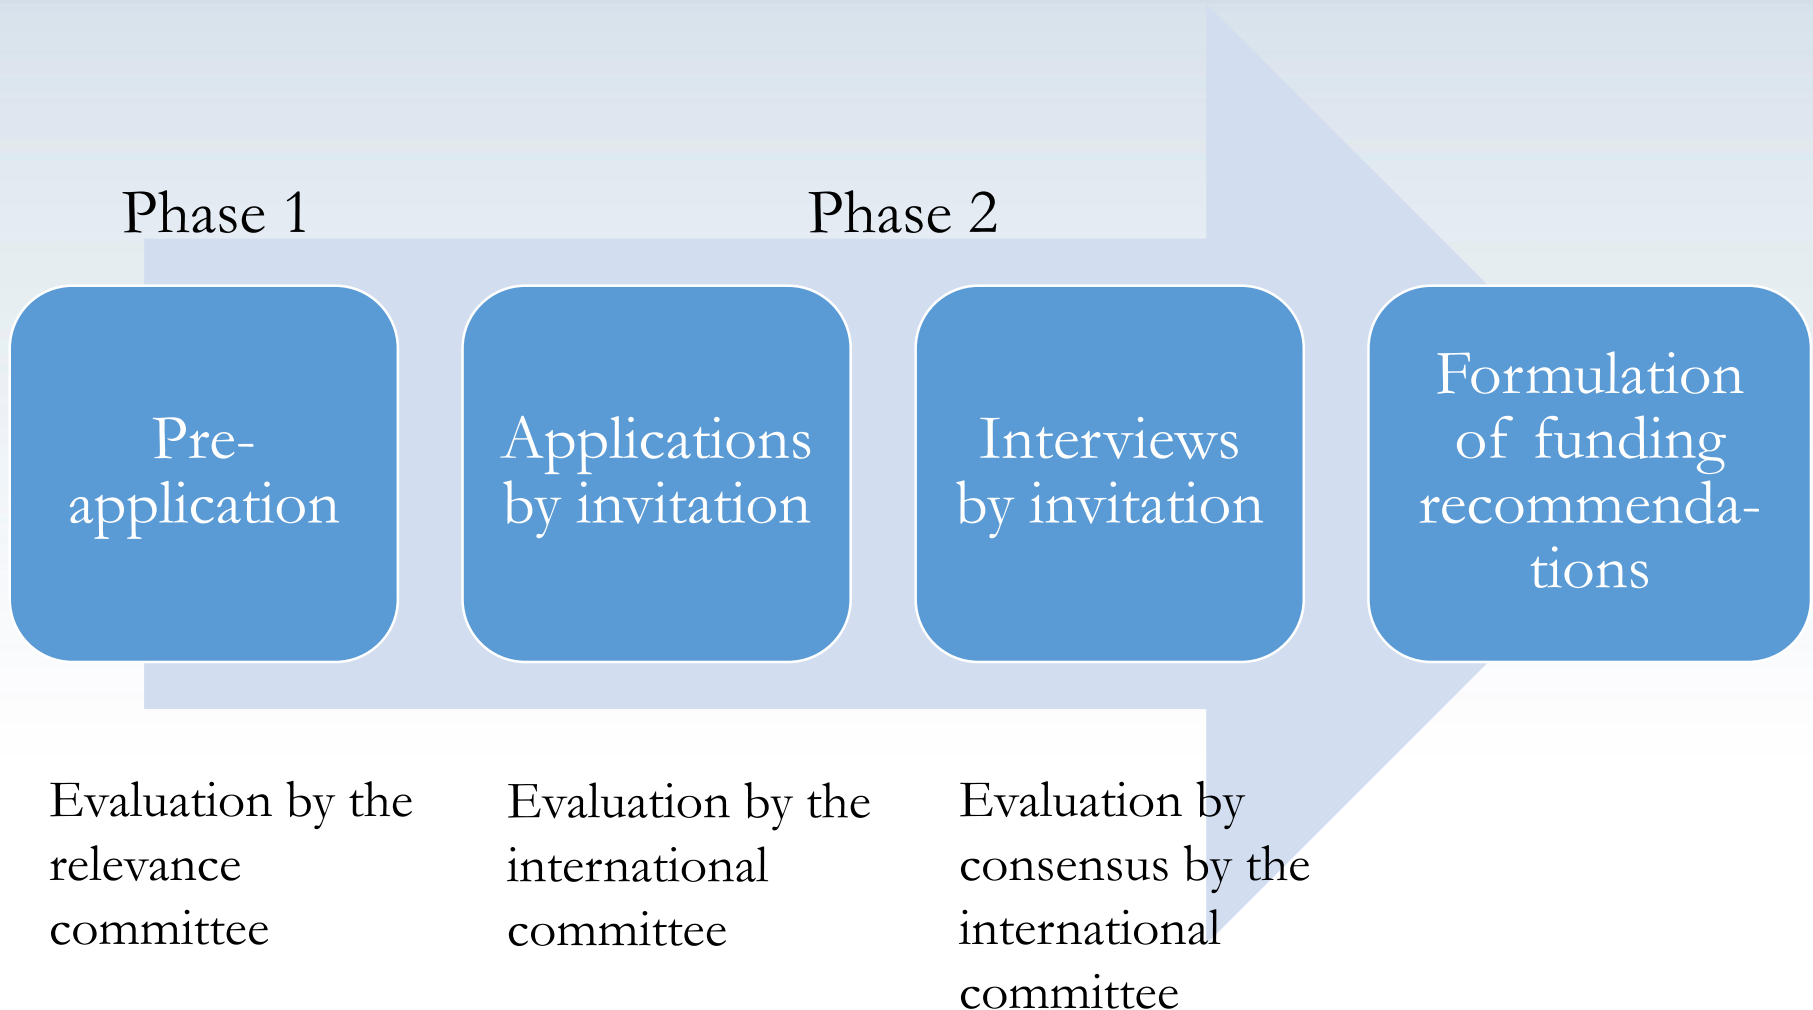 Phase 1
Phase 2
Pre-
application
Applications
by invitation
Interviews
by invitation
Formulation
of funding
recommenda-
tions
Evaluation by the
relevance
committee
Evaluation by the
international
committee
Evaluation by
consensus by the
international
committee